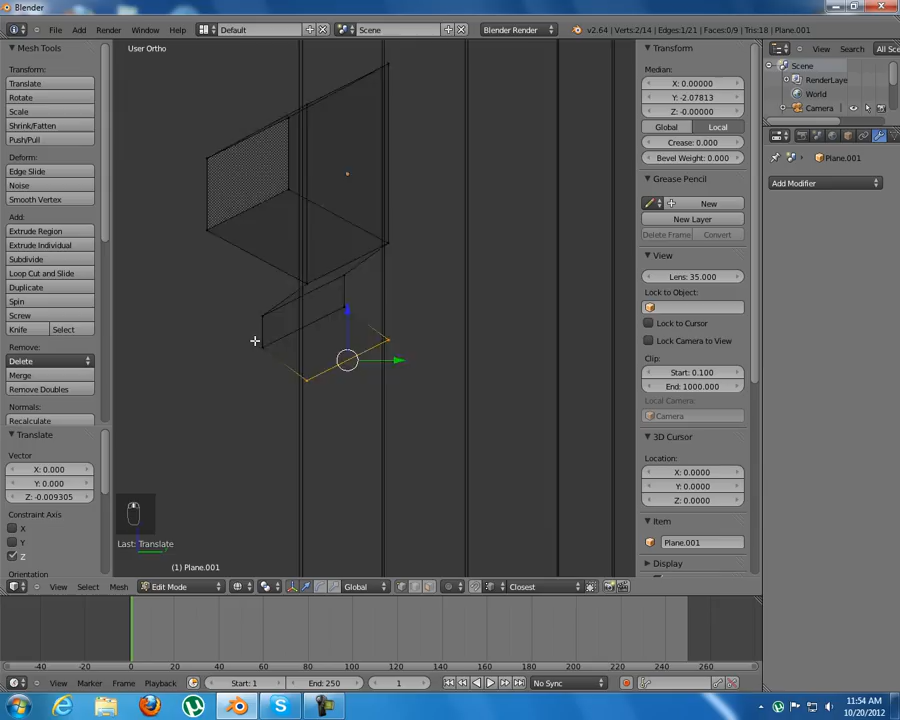 Blender
File Add Render Window Help Default Scene Blender Render v2.64 | Verts:2/14 | Edges:1/21 | Faces:0/9 | Tris:18 | Plane.001
Mesh Tools
Transform:
Translate
Rotate
Scale
Shrink/Fatten
Push/Pull
Deform:
Edge Slide
Noise
Smooth Vertex
Add:
Extrude Region
Extrude Individual
Subdivide
Loop Cut and Slide
Duplicate
Spin
Screw
Knife Select
Remove:
Delete
Merge
Remove Doubles
Normals:
Recalculate
Translate
Vector
X: 0.000
Y: 0.000
Z: -0.009305
Constraint Axis
X
Y
Z
Orientation
User Ortho
Last: Translate
(1) Plane.001
Transform
Median:
X: 0.00000
Y: -2.07813
Z: -0.00000
Global Local
Crease: 0.000
Bevel Weight: 0.000
Grease Pencil
New
New Layer
Delete Frame Convert
View
Lens: 35.000
Lock to Object:
Lock to Cursor
Lock Camera to View
Clip:
Start: 0.100
End: 1000.000
Local Camera:
Camera
3D Cursor
Location:
X: 0.0000
Y: 0.0000
Z: 0.0000
Item
Plane.001
Display
View Search All Sce
Scene
RenderLaye
World
Camera
Plane.001
Add Modifier
View Select Mesh Edit Mode Global Closest
-40 -20 0 20 40 60 80 100 120 140 160 180 200 220 240 260
View Marker Frame Playback Start: 1 End: 250 1 No Sync
11:54 AM
10/20/2012